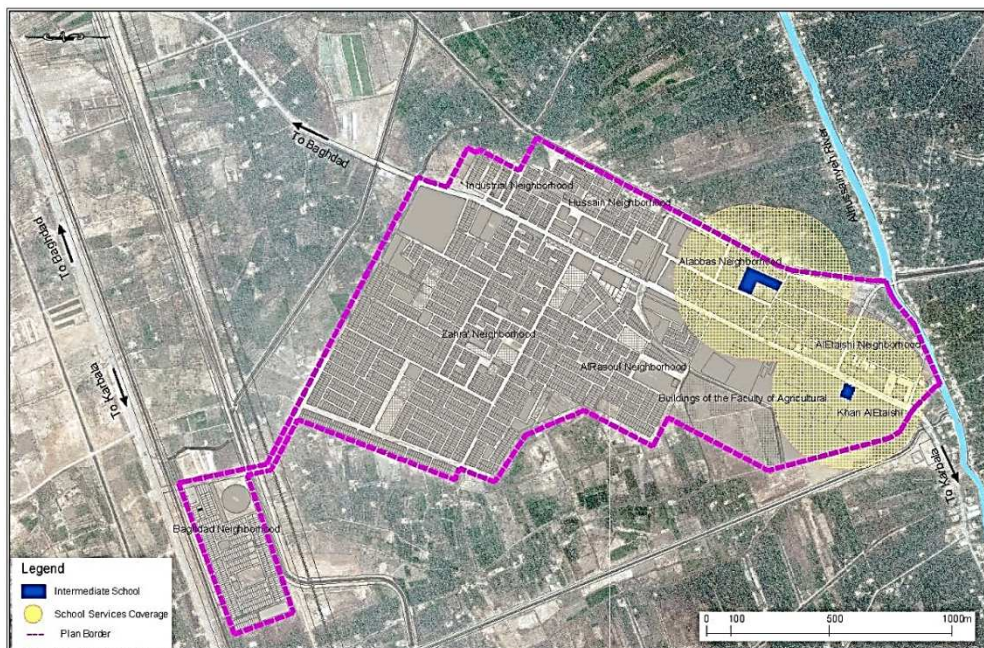 To Baghdad
To Baghdad
To Karbala
Industrial Neighborhood
Hussain Neighborhood
Alabbas Neighborhood
Alhusainyeh River
Zahra' Neighborhood
AlEtaishi Neighborhood
AlRasoul Neighborhood
Buildings of the Faculty of Agricultural
Khan AlEtaishi
To Karbala
Baghdad Neighborhood
Legend
Intermediate School
School Services Coverage
Plan Border
0 100 500 1000m